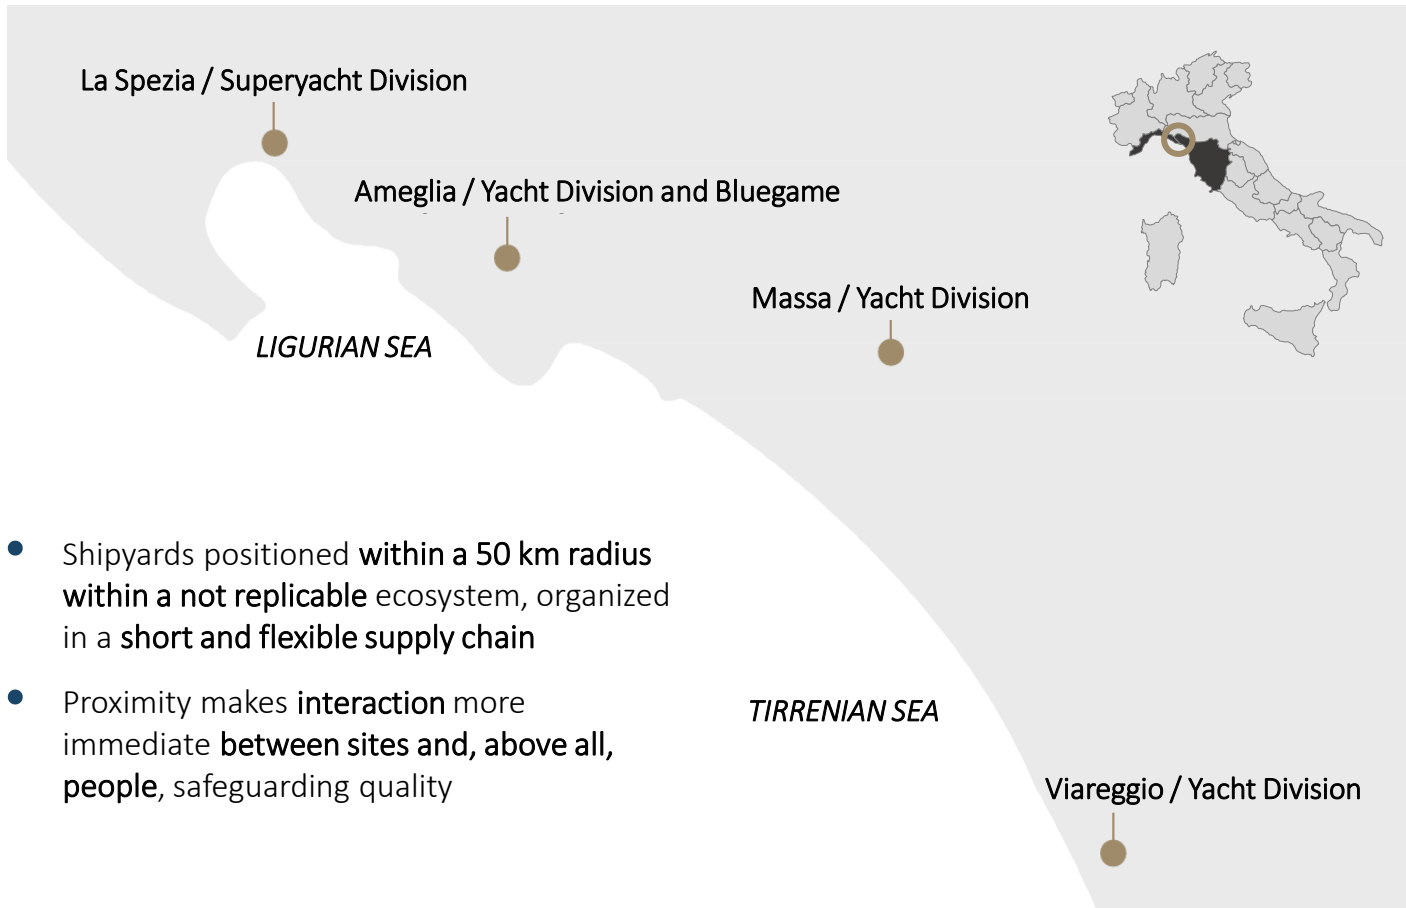 La Spezia / Superyacht Division
Ameglia / Yacht Division and Bluegame
Massa / Yacht Division
LIGURIAN SEA
Shipyards positioned within a 50 km radius
within a not replicable ecosystem, organized
in a short and flexible supply chain
Proximity makes interaction more
immediate between sites and, above all,
people, safeguarding quality
TIRRENIAN SEA
Viareggio / Yacht Division